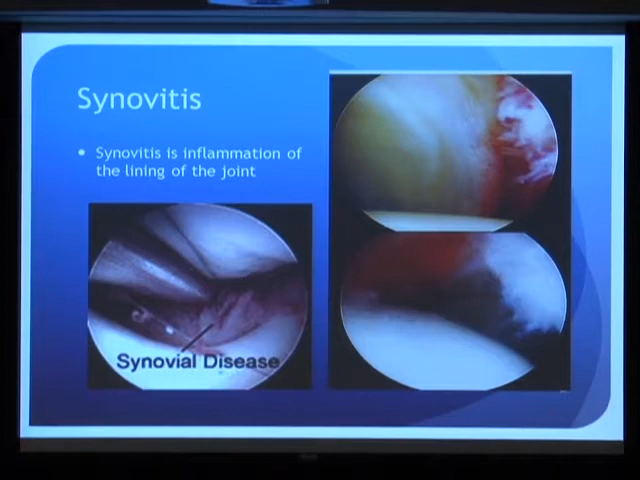 Synovitis
• Synovitis is inflammation of
the lining of the joint
Synovial Disease